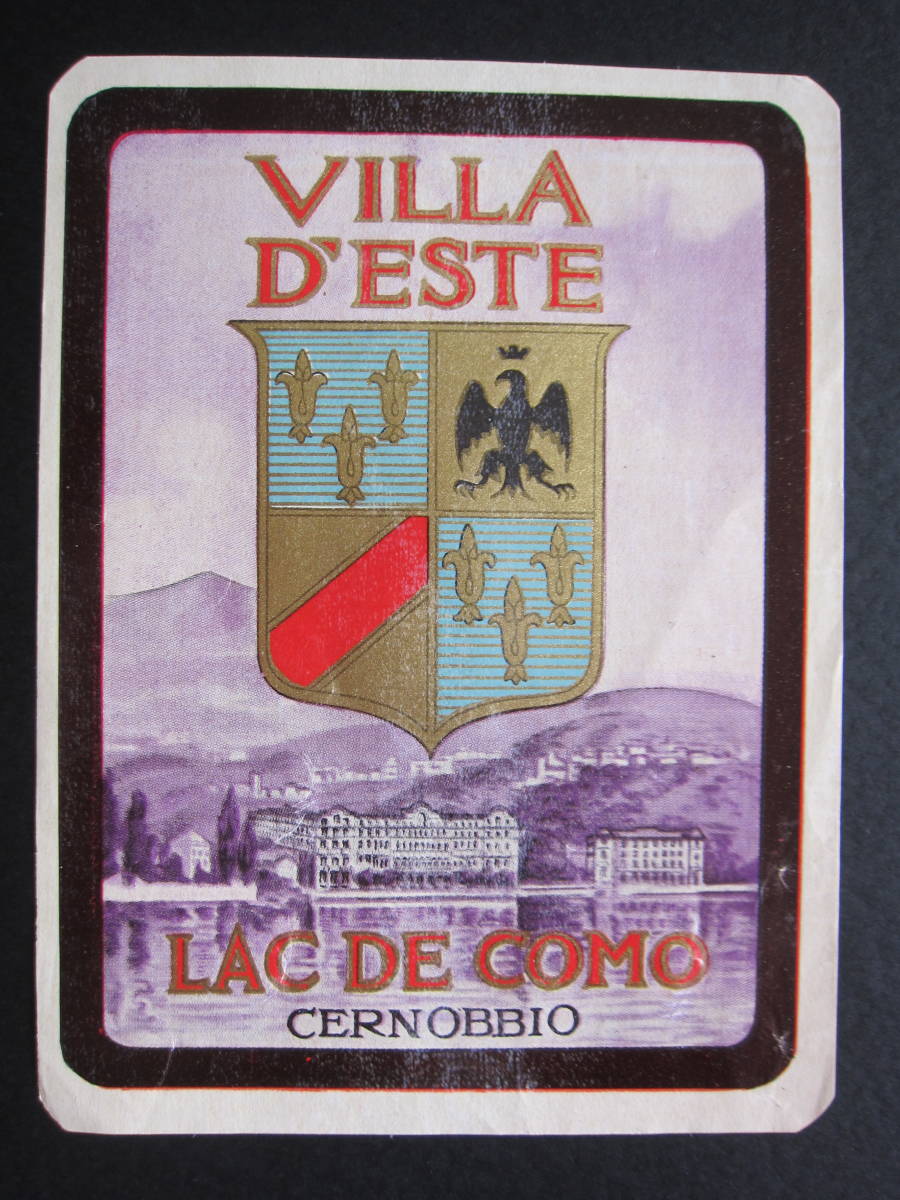 VILLA
D'ESTE
LAC DE COMO
CERNOBBIO